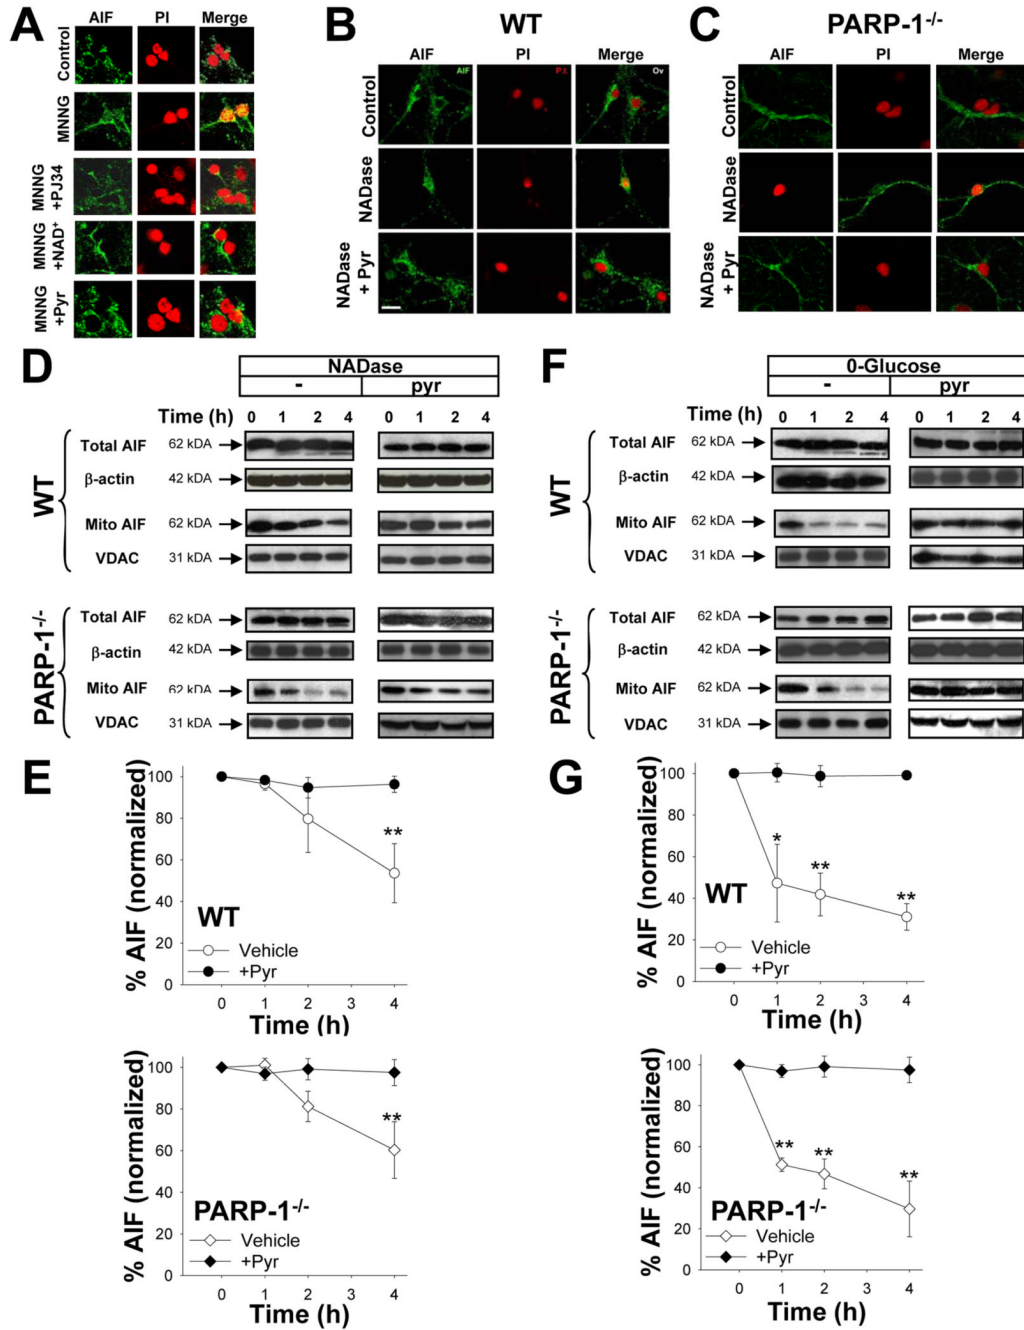 A
AIF PI Merge
Control
MNNG
MNNG
+PJ34
MNNG
+NAD+
MNNG
+Pyr
B
WT
AIF PI Merge
AIF P.I. Ov
Control
NADase
NADase
+ Pyr
C
PARP-1-/-
AIF PI Merge
Control
NADase
NADase
+ Pyr
D
NADase
- pyr
Time (h) 0 1 2 4 0 1 2 4
WT
Total AIF 62 kDA
β-actin 42 kDA
Mito AIF 62 kDA
VDAC 31 kDA
PARP-1-/-
Total AIF 62 kDA
β-actin 42 kDA
Mito AIF 62 kDA
VDAC 31 kDA
F
0-Glucose
- pyr
Time (h) 0 1 2 4 0 1 2 4
WT
Total AIF 62 kDA
β-actin 42 kDA
Mito AIF 62 kDA
VDAC 31 kDA
PARP-1-/-
Total AIF 62 kDA
β-actin 42 kDA
Mito AIF 62 kDA
VDAC 31 kDA
E
% AIF (normalized)
100
80
60
40
20
0
**
WT
Vehicle
+Pyr
0 1 2 3 4
Time (h)
% AIF (normalized)
100
80
60
40
20
0
**
PARP-1-/-
Vehicle
+Pyr
0 1 2 3 4
Time (h)
G
% AIF (normalized)
100
80
60
40
20
0
* ** **
WT
Vehicle
+Pyr
0 1 2 3 4
Time (h)
% AIF (normalized)
100
80
60
40
20
0
** ** **
PARP-1-/-
Vehicle
+Pyr
0 1 2 3 4
Time (h)